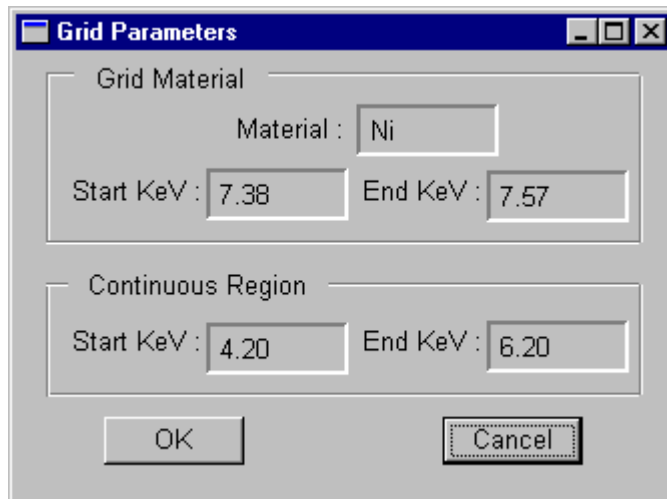 Grid Parameters
Grid Material
Material : Ni
Start KeV : 7.38 End KeV : 7.57
Continuous Region
Start KeV : 4.20 End KeV : 6.20
OK Cancel